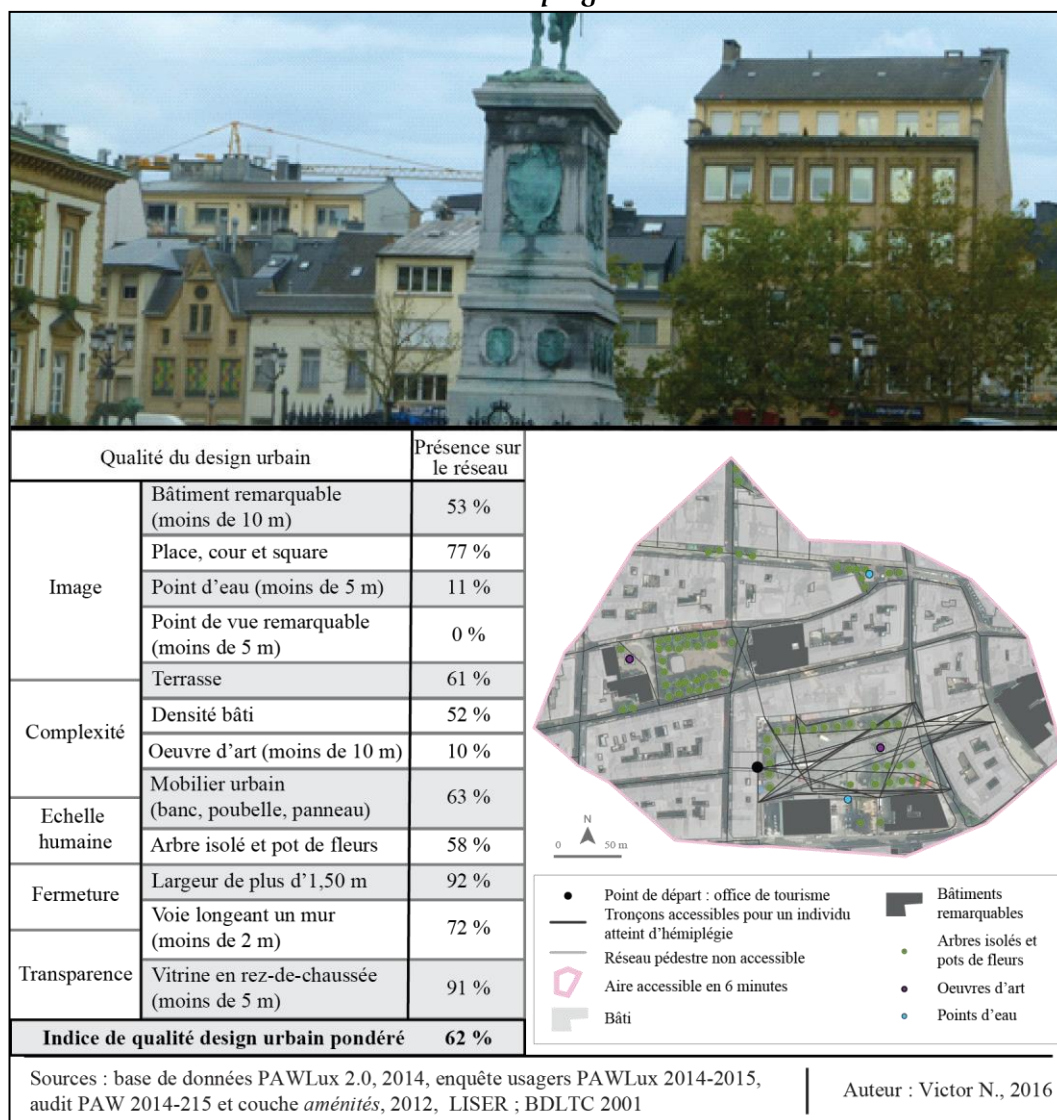 Qualité du design urbain
Présence sur
le réseau
Image
Bâtiment remarquable
(moins de 10 m)
53 %
Place, cour et square
77 %
Point d’eau (moins de 5 m)
11 %
Point de vue remarquable
(moins de 5 m)
0 %
Complexité
Terrasse
61 %
Densité bâti
52 %
Oeuvre d’art (moins de 10 m)
10 %
Mobilier urbain
(banc, poubelle, panneau)
63 %
Echelle
humaine
Arbre isolé et pot de fleurs
58 %
Fermeture
Largeur de plus d’1,50 m
92 %
Voie longeant un mur
(moins de 2 m)
72 %
Transparence
Vitrine en rez-de-chaussée
(moins de 5 m)
91 %
Indice de qualité design urbain pondéré
62 %
N
0 50 m
Point de départ : office de tourisme
Tronçons accessibles pour un individu
atteint d’hémiplégie
Réseau pédestre non accessible
Aire accessible en 6 minutes
Bâti
Bâtiments
remarquables
Arbres isolés et
pots de fleurs
Oeuvres d’art
Points d’eau
Sources : base de données PAWLux 2.0, 2014, enquête usagers PAWLux 2014-2015,
audit PAW 2014-215 et couche aménités, 2012, LISER ; BDLTC 2001
Auteur : Victor N., 2016